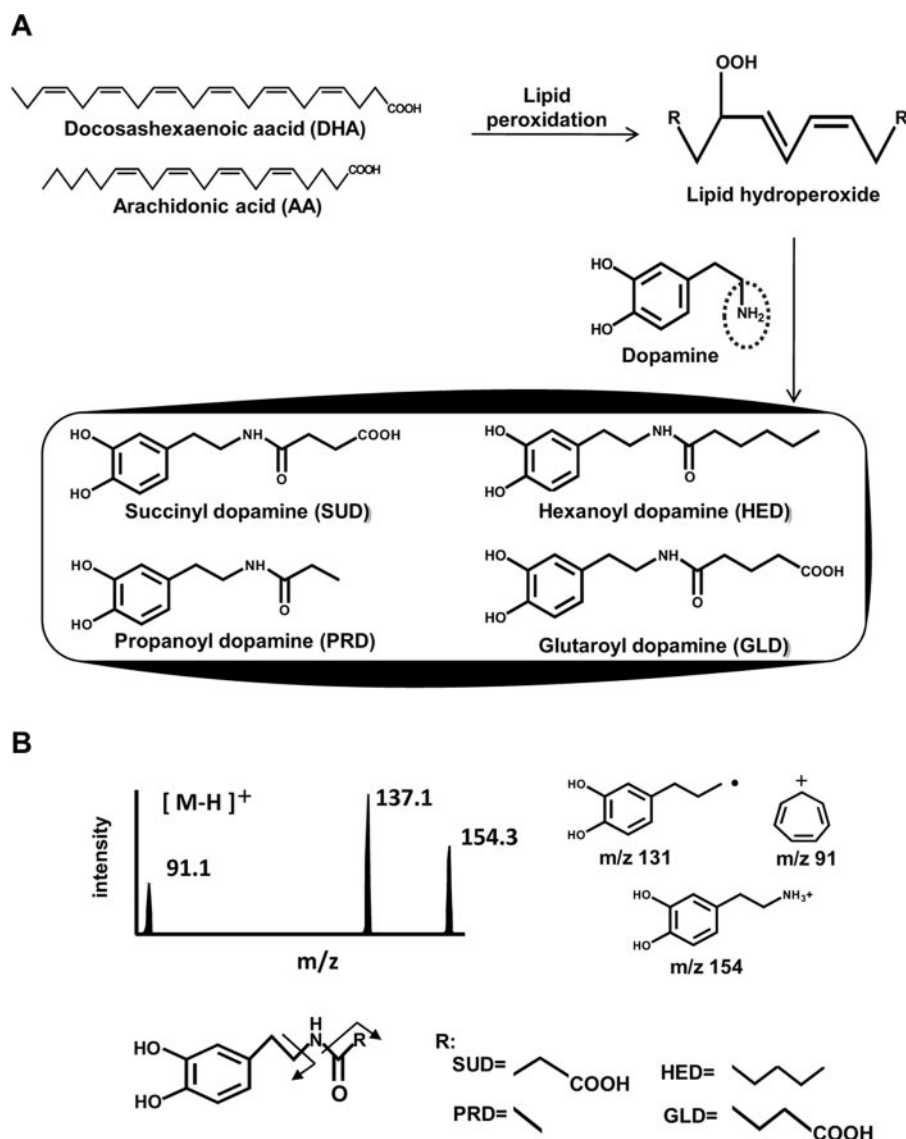 A
COOH
Docosashexaenoic aacid (DHA)
COOH
Arachidonic acid (AA)
Lipid
peroxidation
OOH
R
R
Lipid hydroperoxide
HO
HO
NH2
Dopamine
HO
HO
NH
O
COOH
Succinyl dopamine (SUD)
HO
HO
NH
O
Hexanoyl dopamine (HED)
HO
HO
NH
O
Propanoyl dopamine (PRD)
HO
HO
NH
O
COOH
Glutaroyl dopamine (GLD)
B
intensity
[ M-H ]+
91.1
137.1
154.3
m/z
HO
HO
•
m/z 131
+
m/z 91
HO
HO
NH3+
m/z 154
HO
HO
H
N
O
R
R:
SUD=
COOH
HED=
PRD=
GLD=
COOH